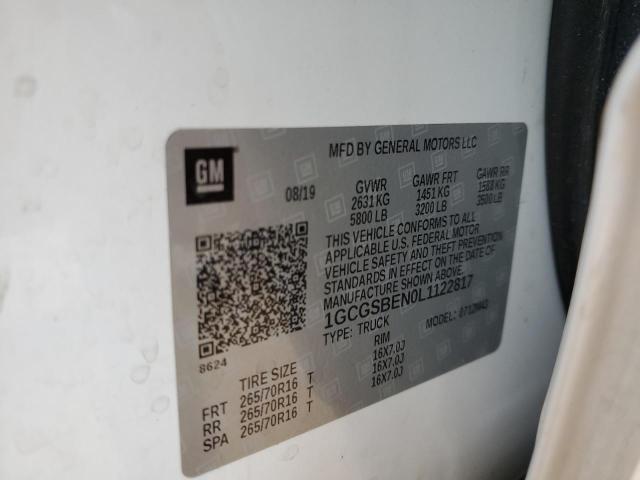 GM
MFD BY GENERAL MOTORS LLC
08/19
GVWR GAWR FRT GAWR RR
2631 KG 1451 KG 1588 KG
5800 LB 3200 LB 3500 LB
THIS VEHICLE CONFORMS TO ALL
APPLICABLE U.S. FEDERAL MOTOR
VEHICLE SAFETY AND THEFT PREVENTION
STANDARDS IN EFFECT ON THE DATE OF
MANUFACTURE SHOWN ABOVE.
1GCGSBEN0L1122817
TYPE: TRUCK MODEL:
8624
TIRE SIZE RIM
FRT 265/70R16 T 16X7.0J
RR 265/70R16 T 16X7.0J
SPA 265/70R16 T 16X7.0J